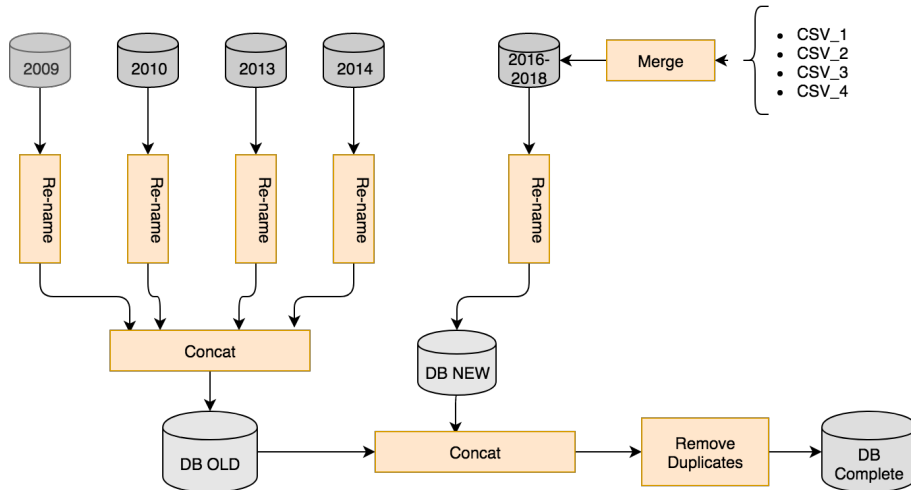 2009
2010
2013
2014
2016-
2018
Merge
• CSV_1
• CSV_2
• CSV_3
• CSV_4
Re-name
Re-name
Re-name
Re-name
Re-name
Concat
DB NEW
DB OLD
Concat
Remove
Duplicates
DB
Complete